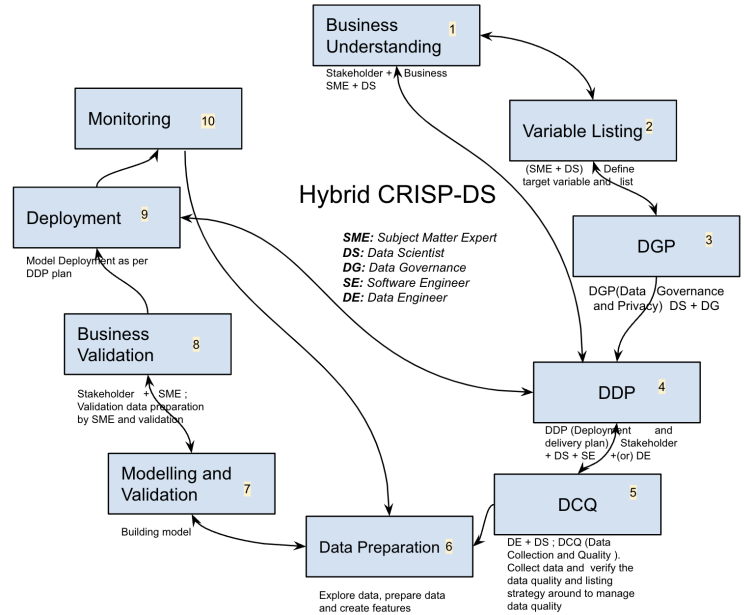 Business
Understanding
1
Stakeholder + Business
SME + DS
Variable Listing
2
(SME + DS) Define
target variable and list
DGP
3
DGP(Data Governance
and Privacy) DS + DG
DDP
4
DDP (Deployment and
delivery plan) Stakeholder
+ DS + SE +(or) DE
DCQ
5
DE + DS ; DCQ (Data
Collection and Quality ).
Collect data and verify the
data quality and listing
strategy around to manage
data quality
Data Preparation
6
Explore data, prepare data
and create features
Modelling and
Validation
7
Building model
Business
Validation
8
Stakeholder + SME ;
Validation data preparation
by SME and validation
Deployment
9
Model Deployment as per
DDP plan
Monitoring
10
Hybrid CRISP-DS
SME: Subject Matter Expert
DS: Data Scientist
DG: Data Governance
SE: Software Engineer
DE: Data Engineer